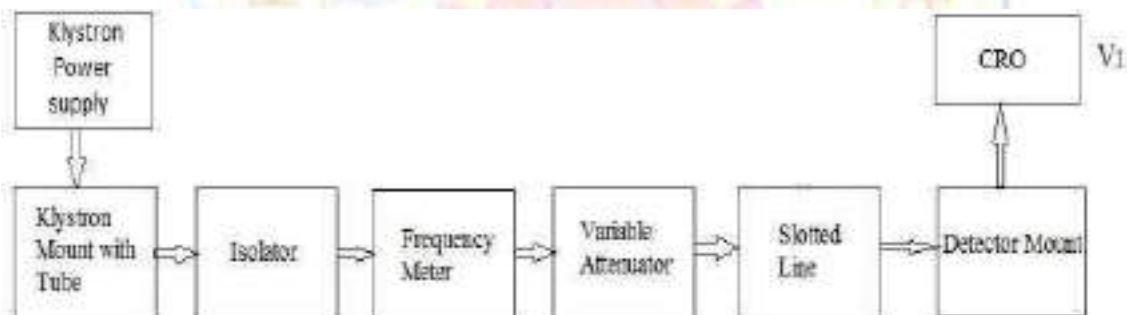 Klystron
Power
supply
CRO
V1
Klystron
Mount with
Tube
Isolator
Frequency
Meter
Variable
Attenuator
Slotted
Line
Detector Mount